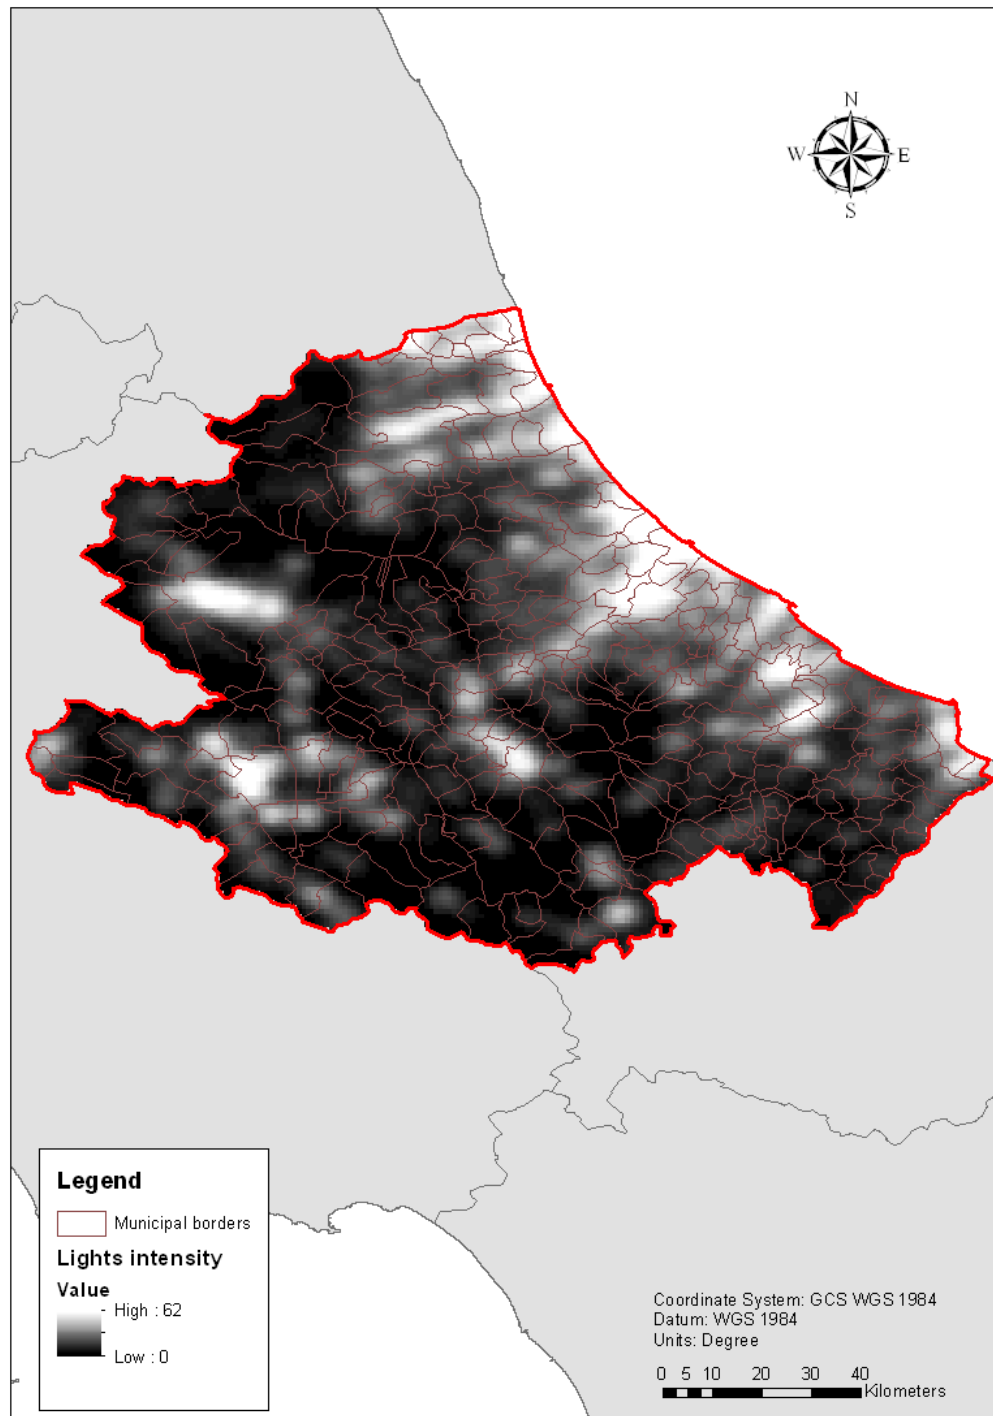 N
W E
S
Legend
Municipal borders
Lights intensity
Value
High : 62
Low : 0
Coordinate System: GCS WGS 1984
Datum: WGS 1984
Units: Degree
0 5 10 20 30 40
Kilometers